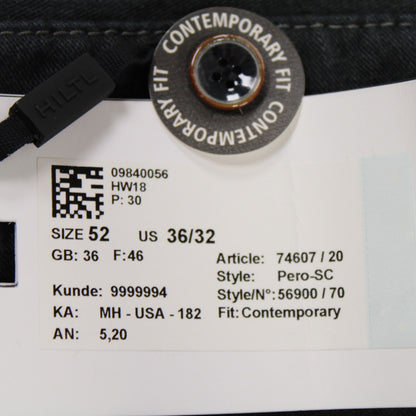 CONTEMPORARY FIT
CONTEMPORARY FIT
HILTL
09840056
HW18
P: 30
SIZE 52 US 36/32
GB: 36 F: 46
Article: 74607 / 20
Style: Pero-SC
Kunde: 9999994
Style/N°: 56900 / 70
KA: MH - USA - 182
Fit: Contemporary
AN: 5,20